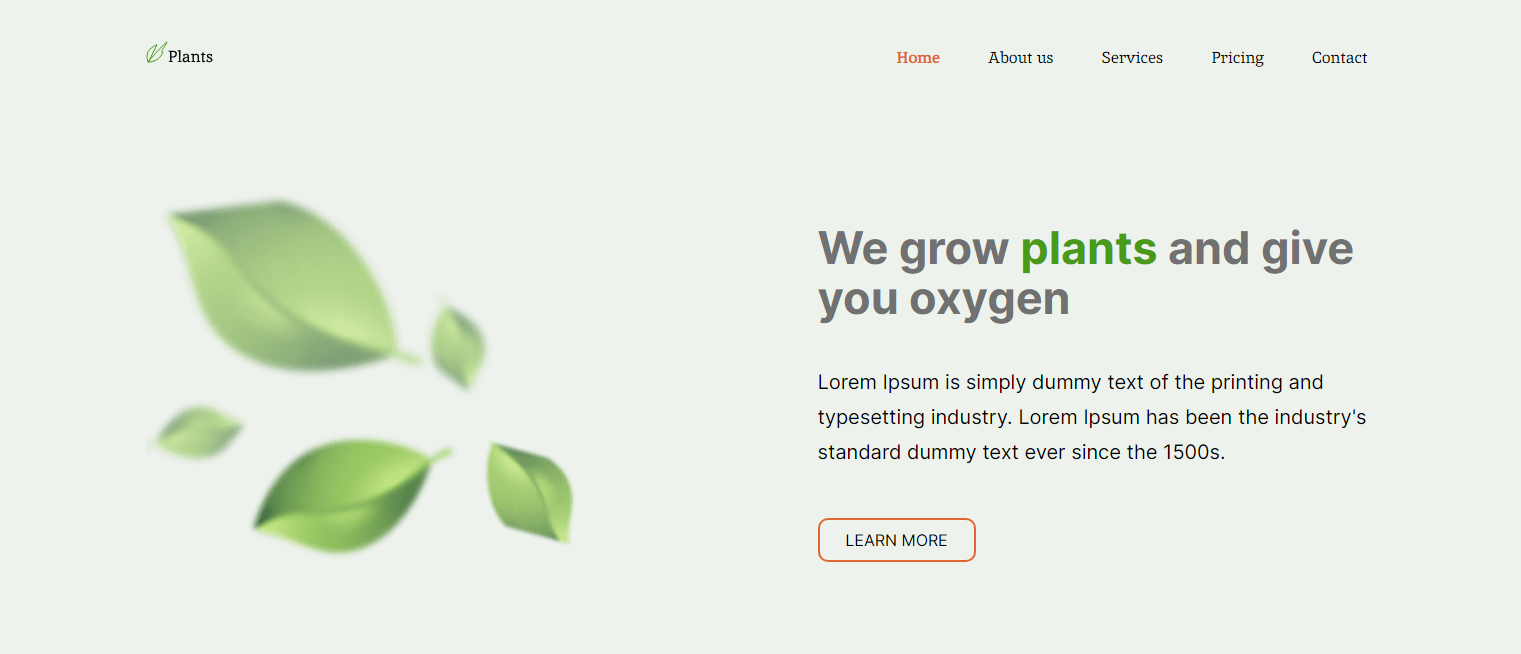 Plants
Home About us Services Pricing Contact
We grow plants and give
you oxygen
Lorem Ipsum is simply dummy text of the printing and
typesetting industry. Lorem Ipsum has been the industry's
standard dummy text ever since the 1500s.
LEARN MORE